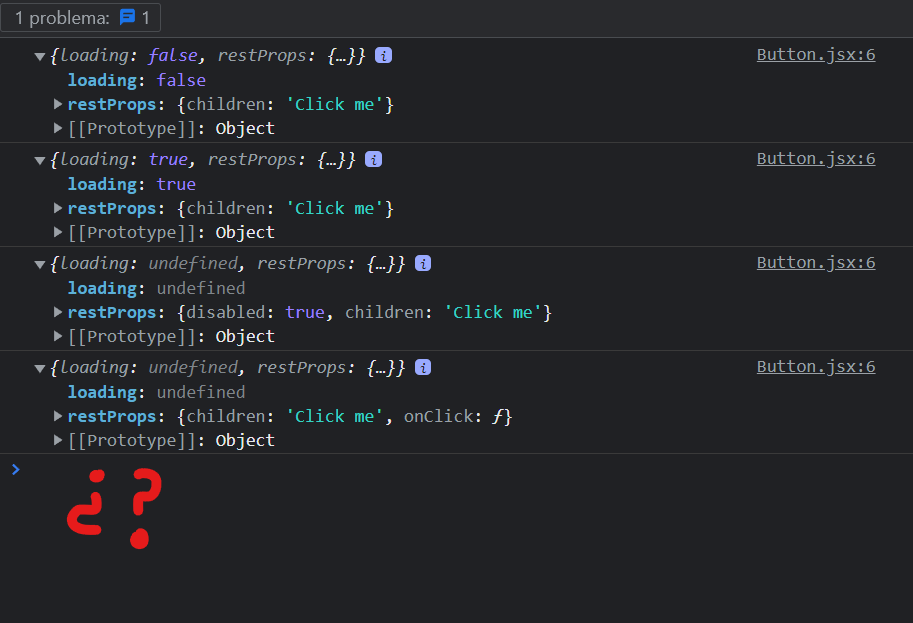 1 problema: 1
▼{loading: false, restProps: {…}} i Button.jsx:6
loading: false
▶restProps: {children: 'Click me'}
▶[[Prototype]]: Object
▼{loading: true, restProps: {…}} i Button.jsx:6
loading: true
▶restProps: {children: 'Click me'}
▶[[Prototype]]: Object
▼{loading: undefined, restProps: {…}} i Button.jsx:6
loading: undefined
▶restProps: {disabled: true, children: 'Click me'}
▶[[Prototype]]: Object
▼{loading: undefined, restProps: {…}} i Button.jsx:6
loading: undefined
▶restProps: {children: 'Click me', onClick: ƒ}
▶[[Prototype]]: Object
>
¿?